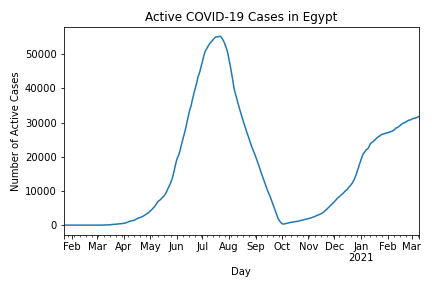 Active COVID-19 Cases in Egypt
Number of Active Cases
50000
40000
30000
20000
10000
0
Feb Mar Apr May Jun Jul Aug Sep Oct Nov Dec Jan Feb Mar
2021
Day